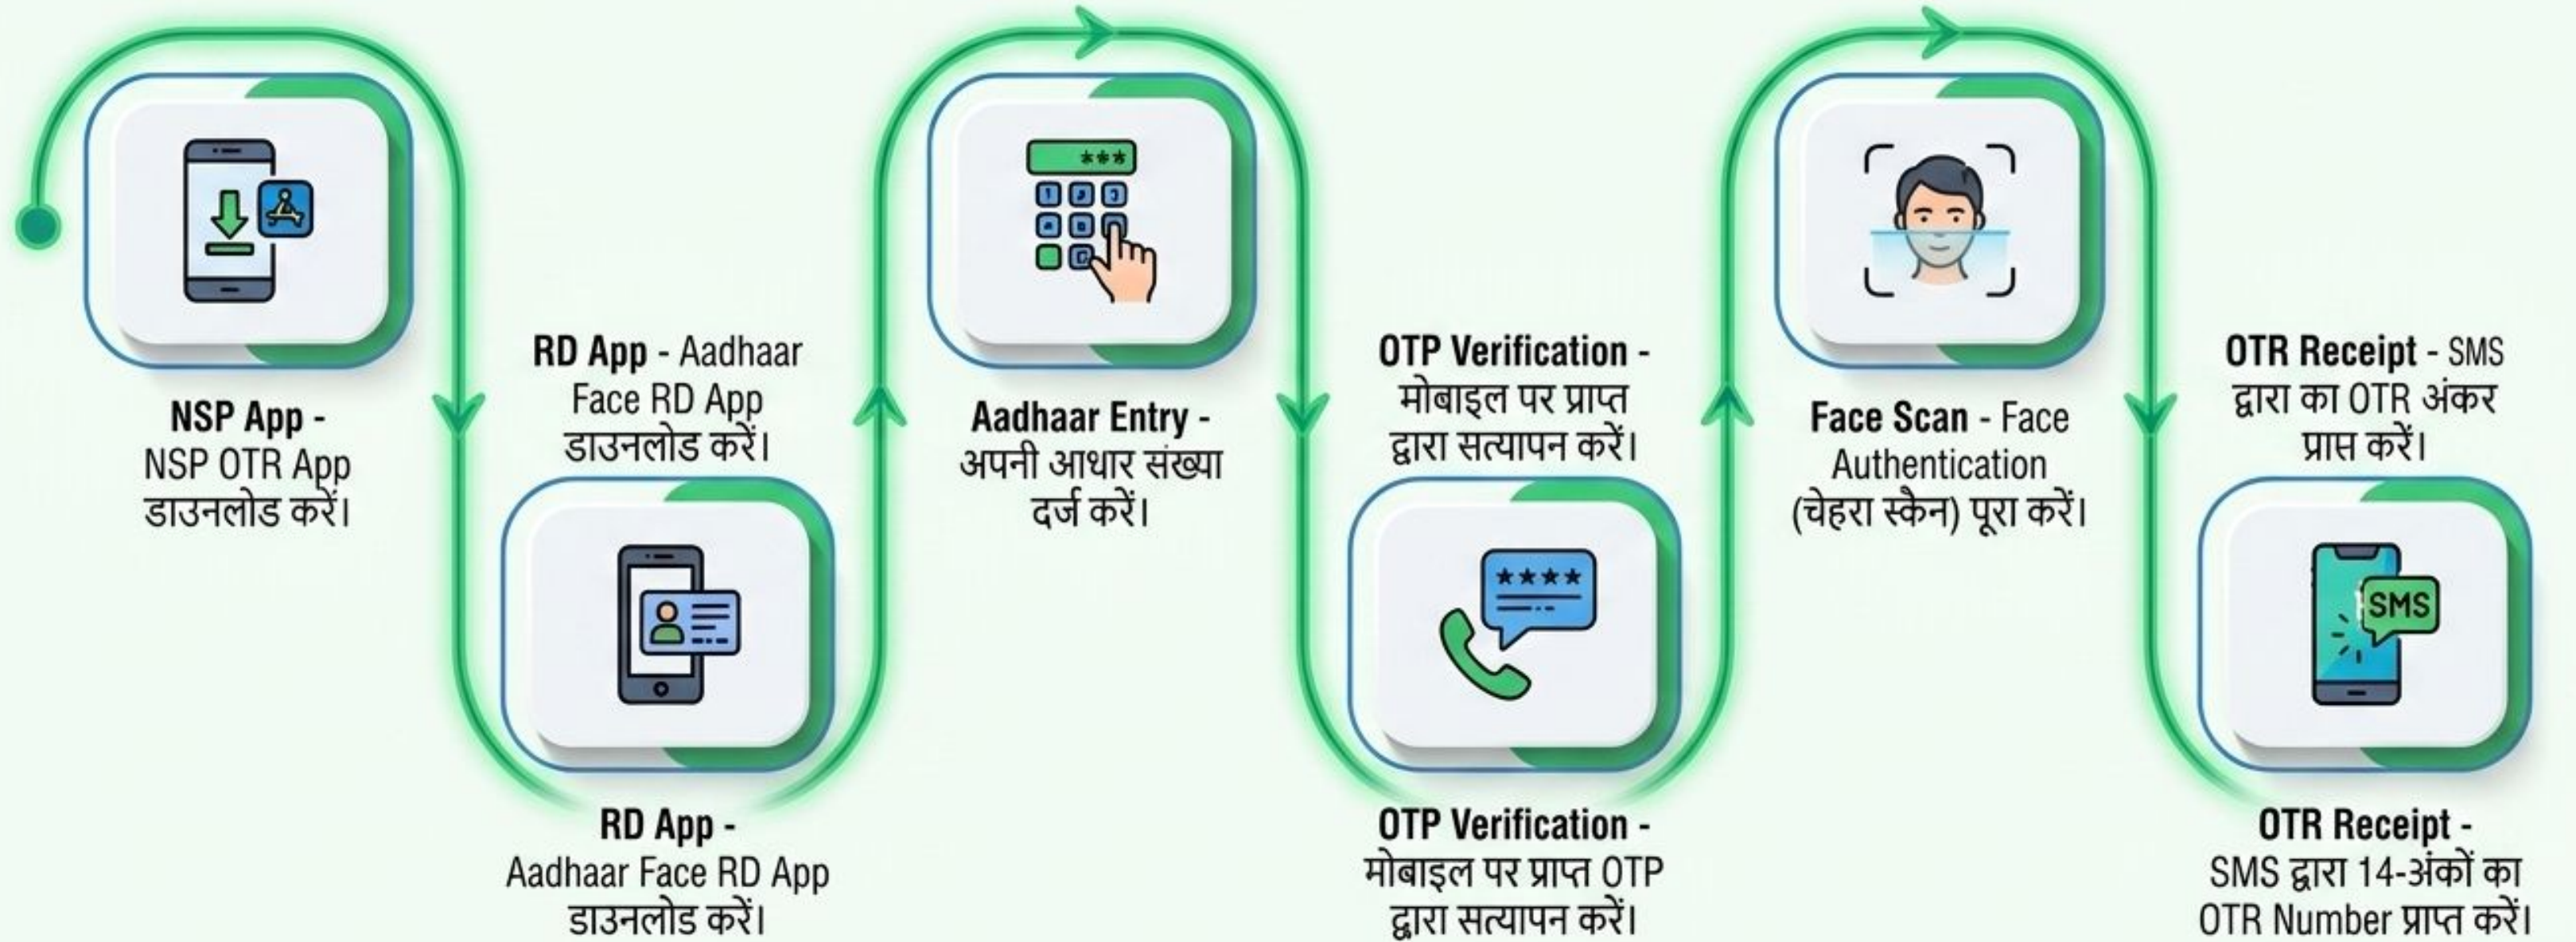 ***
NSP App -
NSP OTR App
डाउनलोड करें।
RD App - Aadhaar
Face RD App
डाउनलोड करें।
RD App -
Aadhaar Face RD App
डाउनलोड करें।
Aadhaar Entry -
अपनी आधार संख्या
दर्ज करें।
OTP Verification -
मोबाइल पर प्राप्त
द्वारा सत्यापन करें।
★★★★
OTP Verification -
मोबाइल पर प्राप्त OTP
द्वारा सत्यापन करें।
Face Scan - Face
Authentication
(चेहरा स्कैन) पूरा करें।
OTR Receipt - SMS
द्वारा का OTR अंकर
प्राप्त करें।
SMS
OTR Receipt -
SMS द्वारा 14-अंकों का
OTR Number प्राप्त करें।